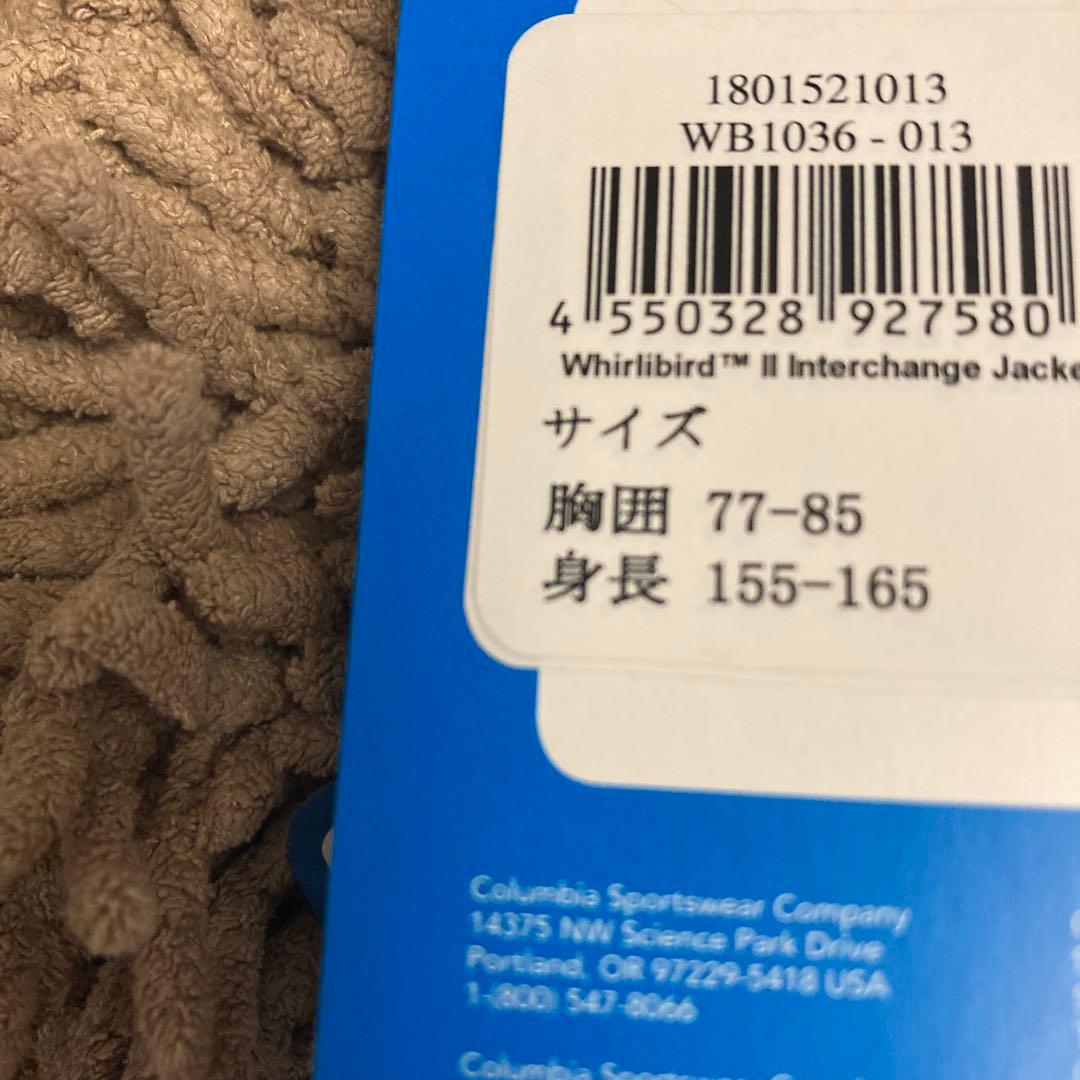 1801521013
WB1036 - 013
4 550328 927580
Whirlibird™ II Interchange Jacke
サイズ
胸囲 77-85
身長 155-165
Columbia Sportswear Company
14375 NW Science Park Drive
Portland, OR 97229-5418 USA
1-(800) 547-8066
Columbia Sportswear